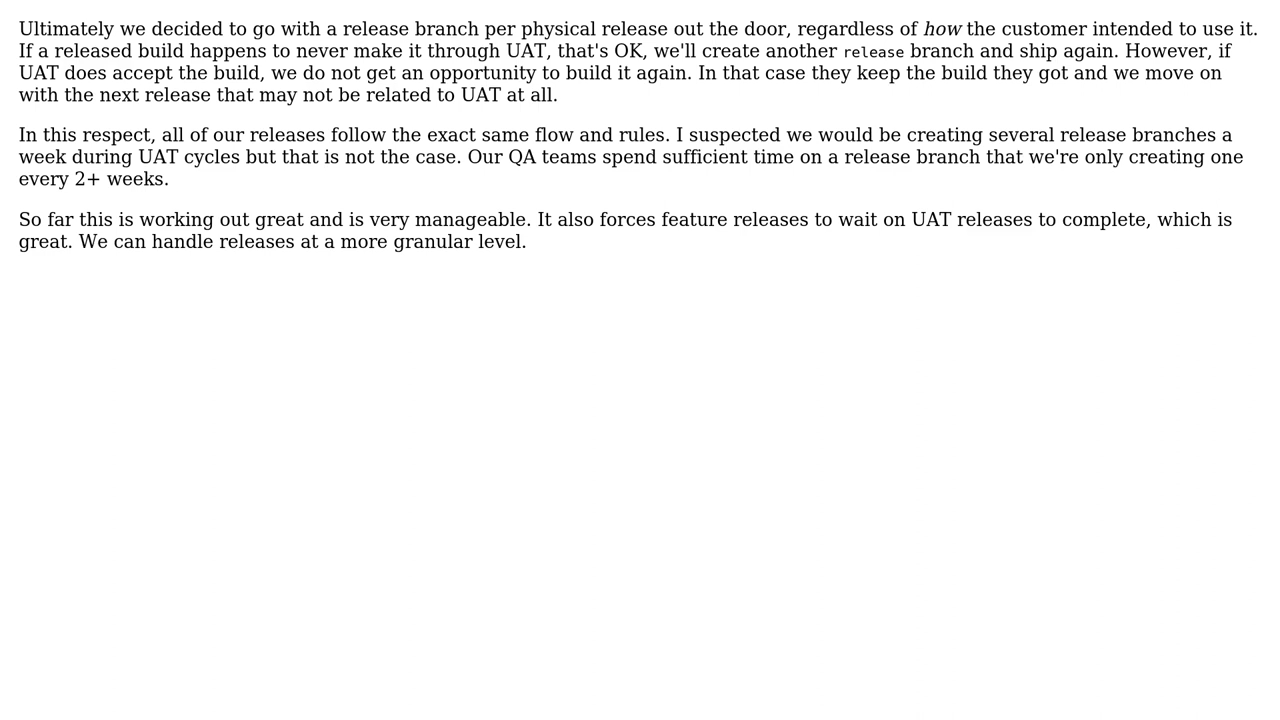 Ultimately we decided to go with a release branch per physical release out the door, regardless of how the customer intended to use it.
If a released build happens to never make it through UAT, that's OK, we'll create another release branch and ship again. However, if
UAT does accept the build, we do not get an opportunity to build it again. In that case they keep the build they got and we move on
with the next release that may not be related to UAT at all.
In this respect, all of our releases follow the exact same flow and rules. I suspected we would be creating several release branches a
week during UAT cycles but that is not the case. Our QA teams spend sufficient time on a release branch that we're only creating one
every 2+ weeks.
So far this is working out great and is very manageable. It also forces feature releases to wait on UAT releases to complete, which is
great. We can handle releases at a more granular level.